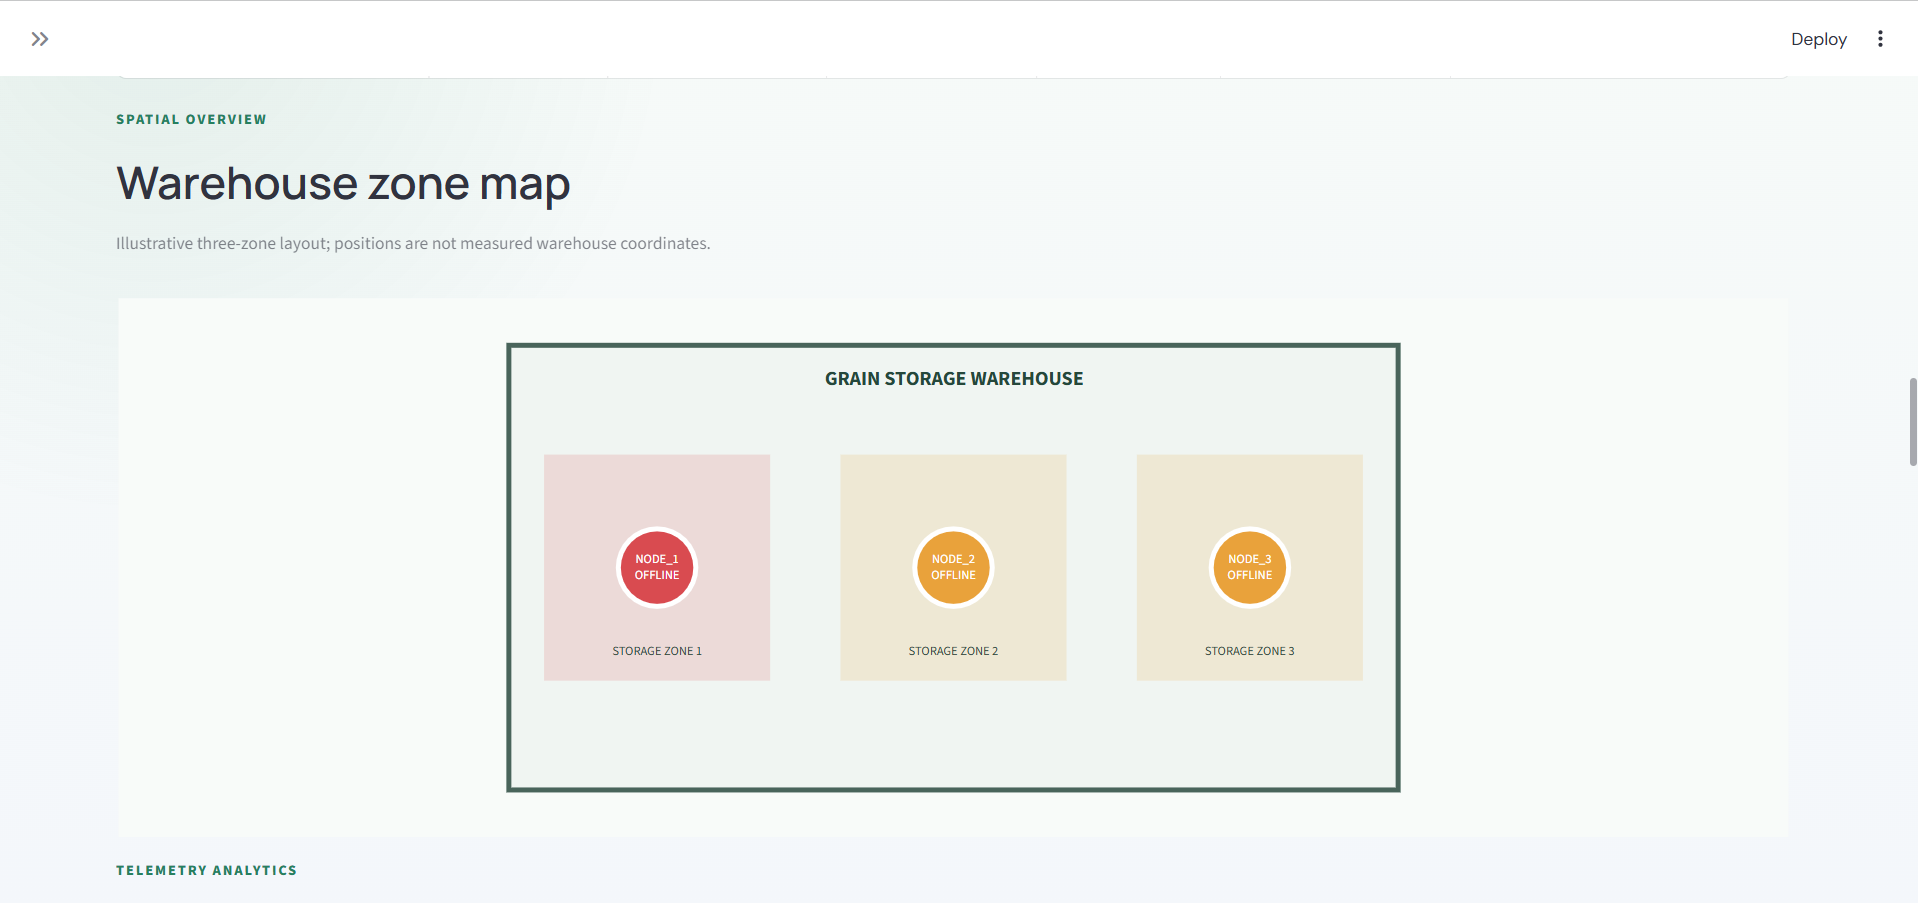 Deploy
SPATIAL OVERVIEW
Warehouse zone map
Illustrative three-zone layout; positions are not measured warehouse coordinates.
GRAIN STORAGE WAREHOUSE
NODE_1
OFFLINE
STORAGE ZONE 1
NODE_2
OFFLINE
STORAGE ZONE 2
NODE_3
OFFLINE
STORAGE ZONE 3
TELEMETRY ANALYTICS